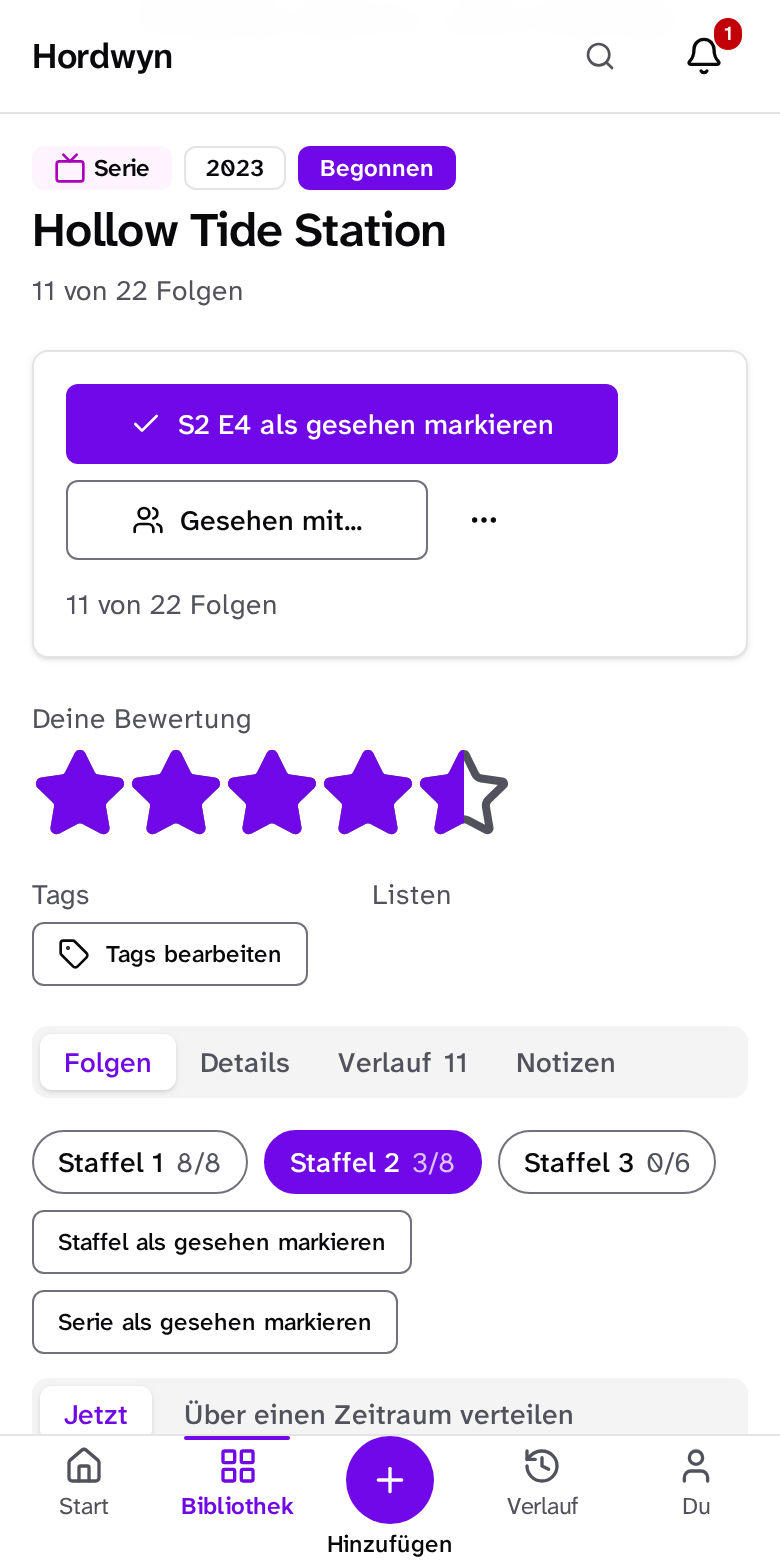 Hordwyn
1
Serie 2023 Begonnen
Hollow Tide Station
11 von 22 Folgen
S2 E4 als gesehen markieren
Gesehen mit...
11 von 22 Folgen
Deine Bewertung
Tags Listen
Tags bearbeiten
Folgen Details Verlauf 11 Notizen
Staffel 1 8/8 Staffel 2 3/8 Staffel 3 0/6
Staffel als gesehen markieren
Serie als gesehen markieren
Jetzt Über einen Zeitraum verteilen
Start Bibliothek Hinzufügen Verlauf Du